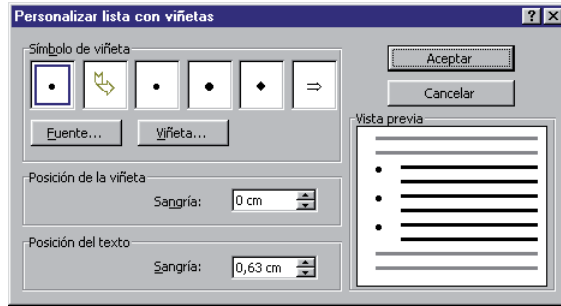 Personalizar lista con viñetas
Símbolo de viñeta
Fuente...
Viñeta...
Posición de la viñeta
Sangría:
0 cm
Posición del texto
Sangría:
0,63 cm
Aceptar
Cancelar
Vista previa